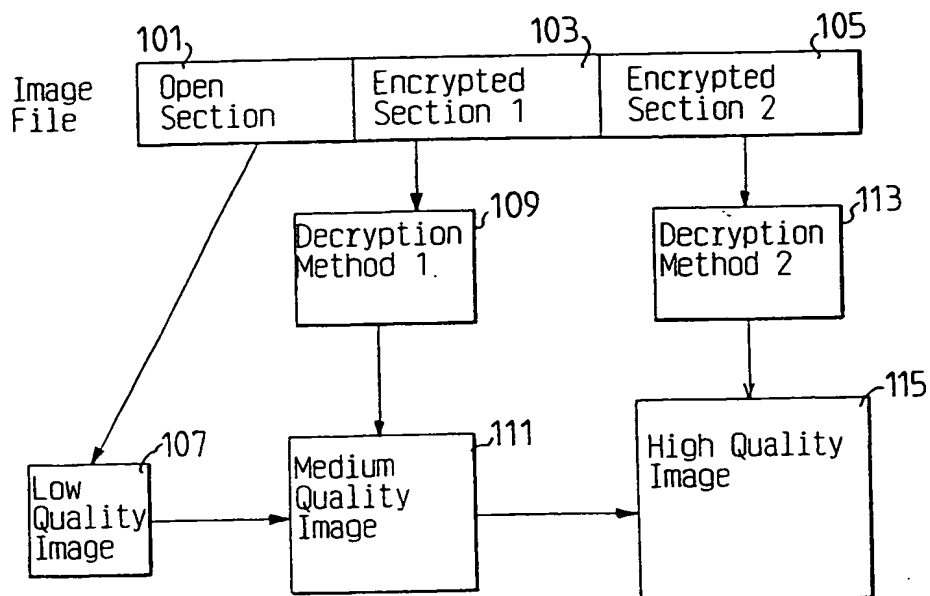 101
103
105
Image
File
Open
Section
Encrypted
Section 1
Encrypted
Section 2
109
Decryption
Method 1.
113
Decryption
Method 2
107
Low
Quality
Image
111
Medium
Quality
Image
115
High Quality
Image